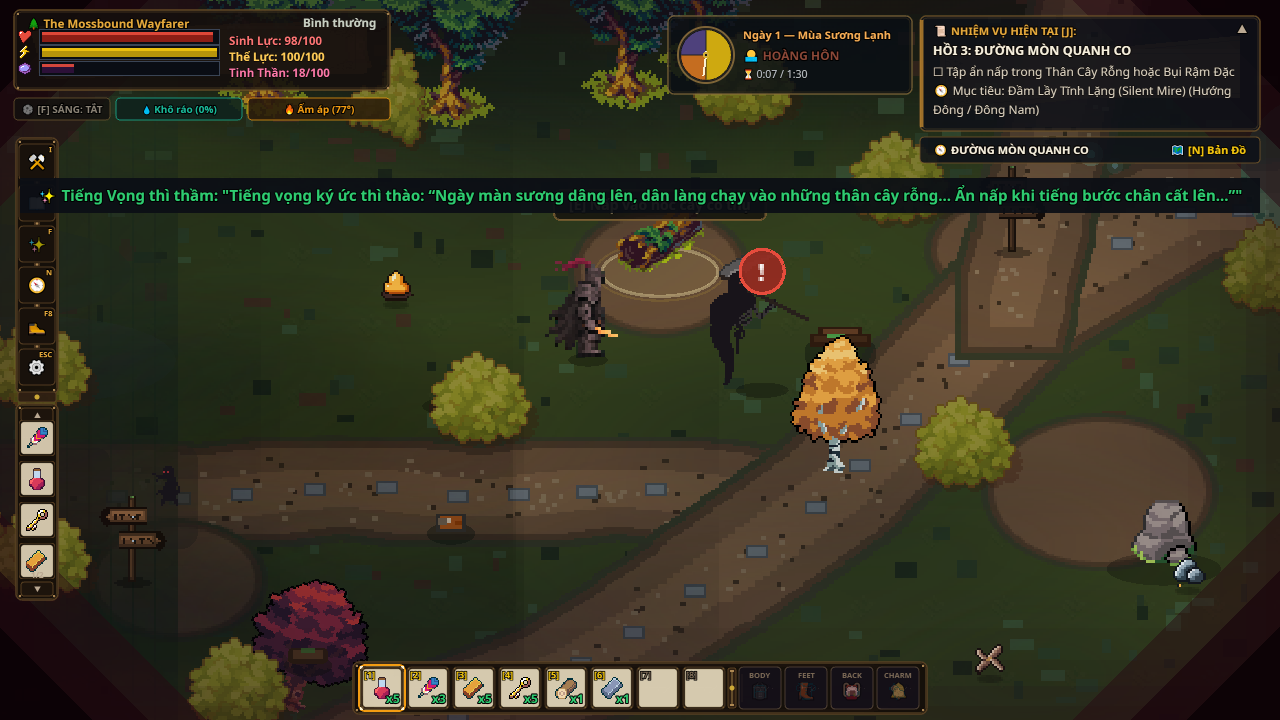 The Mossbound Wayfarer
Bình thường
Sinh Lực: 98/100
Thể Lực: 100/100
Tinh Thần: 18/100
[F] SÁNG: TẮT
Khô ráo (0%)
Ấm áp (77°)
Ngày 1 — Mùa Sương Lạnh
HOÀNG HÔN
0:07 / 1:30
NHIỆM VỤ HIỆN TẠI [J]:
HỒI 3: ĐƯỜNG MÒN QUANH CO
☐ Tập ẩn nấp trong Thân Cây Rỗng hoặc Bụi Rậm Đặc
Mục tiêu: Đầm Lầy Tĩnh Lặng (Silent Mire) (Hướng
Đông / Đông Nam)
ĐƯỜNG MÒN QUANH CO
[N] Bản Đồ
Tiếng Vọng thì thầm: "Tiếng vọng ký ức thì thào: “Ngày màn sương dâng lên, dân làng chạy vào những thân cây rỗng... Ẩn nấp khi tiếng bước chân cất lên...”"
I
F
N
F8
ESC
!
[1]
x5
[2]
x3
[3]
x5
[4]
x5
[5]
x1
[6]
x1
[7]
[8]
BODY
FEET
BACK
CHARM